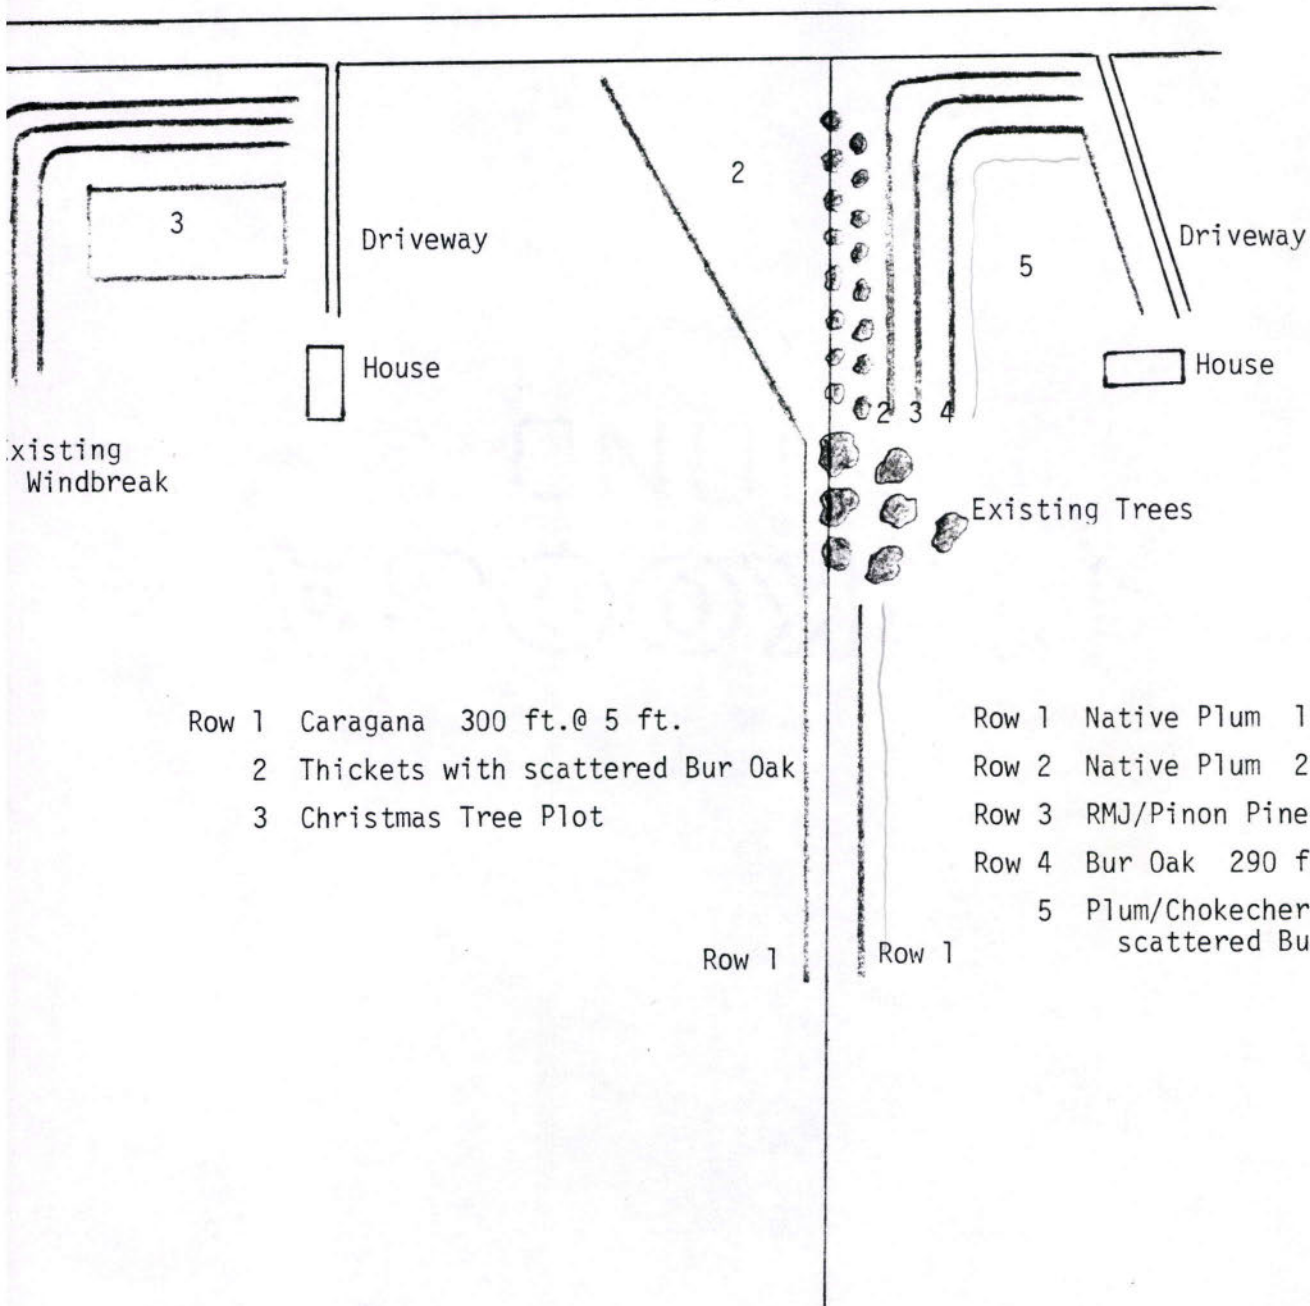 2
3
Driveway
Driveway
5
House
House
2 3 4
xisting
Windbreak
Existing Trees
Row 1 Caragana 300 ft.@ 5 ft.
2 Thickets with scattered Bur Oak
3 Christmas Tree Plot
Row 1 Native Plum 1
Row 2 Native Plum 2
Row 3 RMJ/Pinon Pine
Row 4 Bur Oak 290 f
5 Plum/Chokecher
scattered Bu
Row 1
Row 1